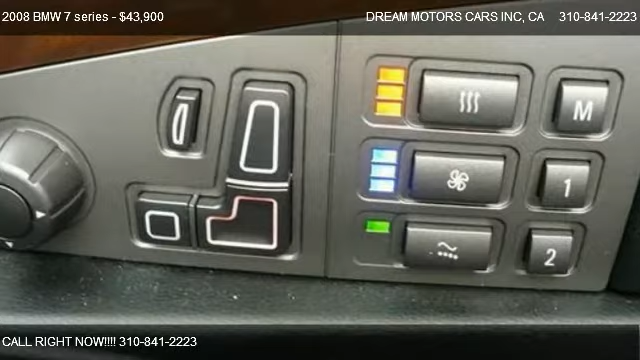 2008 BMW 7 series - $43,900
DREAM MOTORS CARS INC, CA 310-841-2223
M
1
2
CALL RIGHT NOW!!!! 310-841-2223